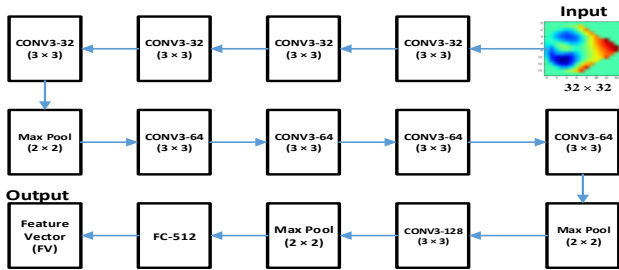 Input
CONV3-32
(3 × 3)
CONV3-32
(3 × 3)
CONV3-32
(3 × 3)
CONV3-32
(3 × 3)
32 × 32
Max Pool
(2 × 2)
CONV3-64
(3 × 3)
CONV3-64
(3 × 3)
CONV3-64
(3 × 3)
CONV3-64
(3 × 3)
Output
Feature
Vector
(FV)
FC-512
Max Pool
(2 × 2)
CONV3-128
(3 × 3)
Max Pool
(2 × 2)